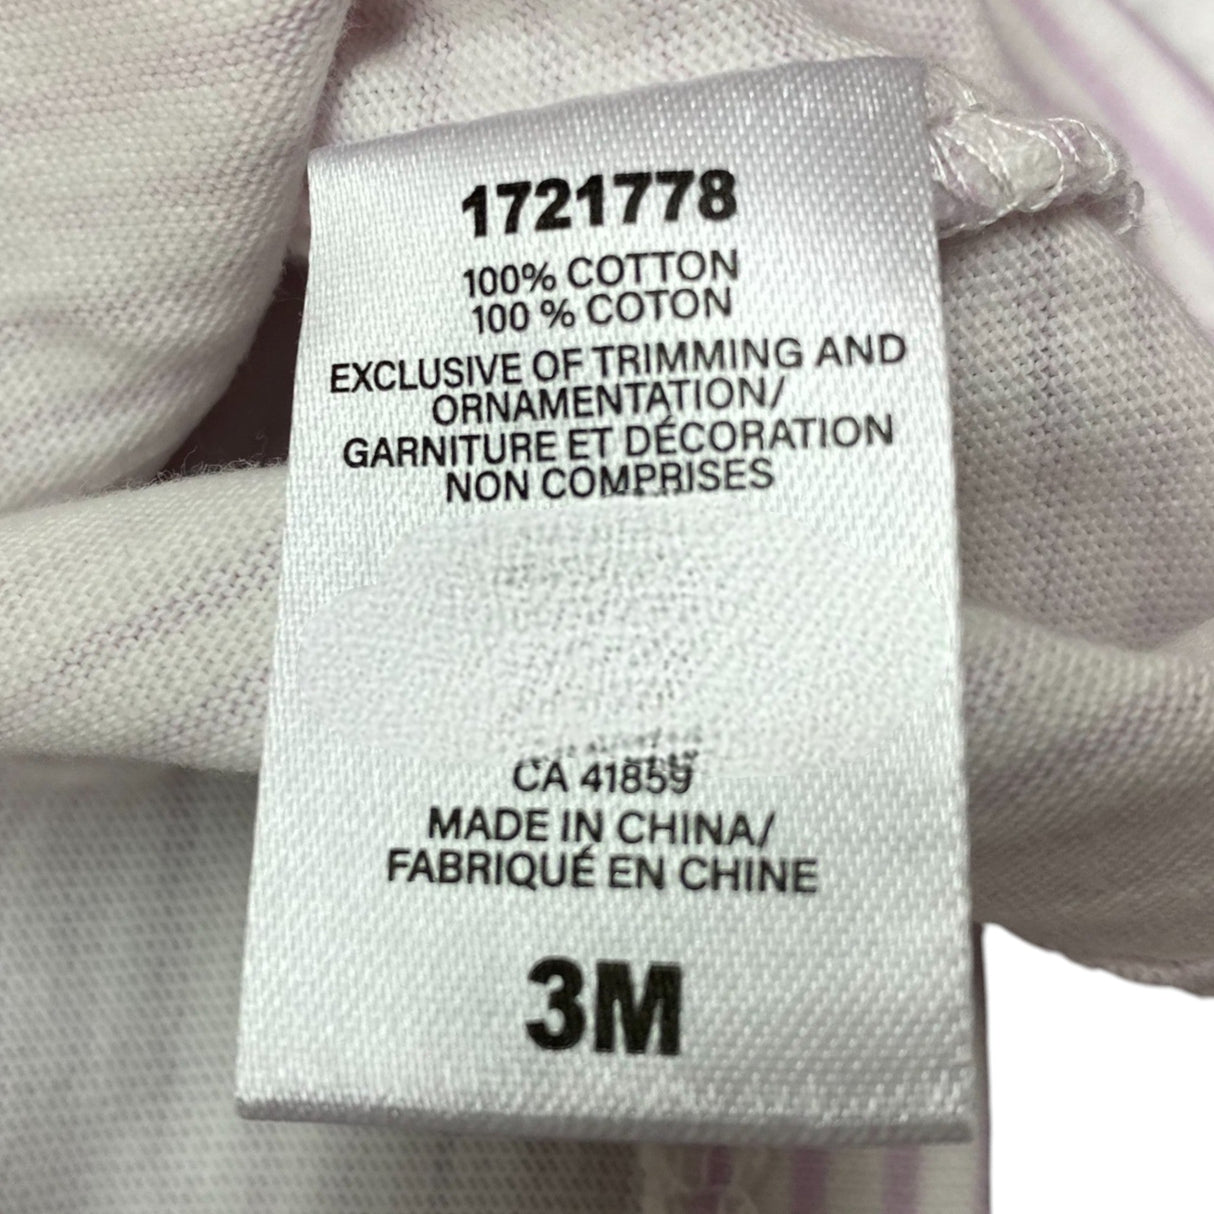 1721778
100% COTTON
100 % COTON
EXCLUSIVE OF TRIMMING AND
ORNAMENTATION/
GARNITURE ET DÉCORATION
NON COMPRISES
CA 41859
MADE IN CHINA/
FABRIQUÉ EN CHINE
3M